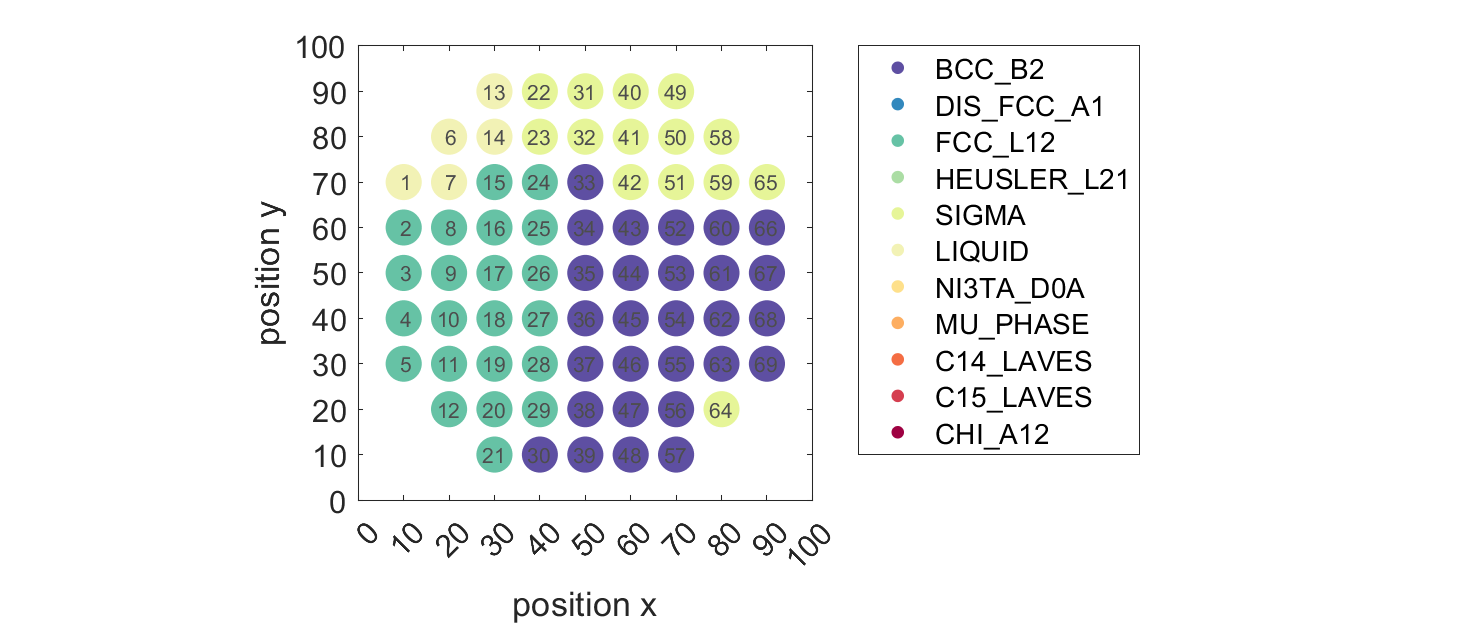 100
90
80
70
60
50
40
30
20
10
0
13 22 31 40 49
6 14 23 32 41 50 58
1 7 15 24 33 42 51 59 65
2 8 16 25 34 43 52 60 66
3 9 17 26 35 44 53 61 67
4 10 18 27 36 45 54 62 68
5 11 19 28 37 46 55 63 69
12 20 29 38 47 56 64
21 30 39 48 57
0 10 20 30 40 50 60 70 80 90 100
position x
position y
BCC_B2
DIS_FCC_A1
FCC_L12
HEUSLER_L21
SIGMA
LIQUID
NI3TA_D0A
MU_PHASE
C14_LAVES
C15_LAVES
CHI_A12